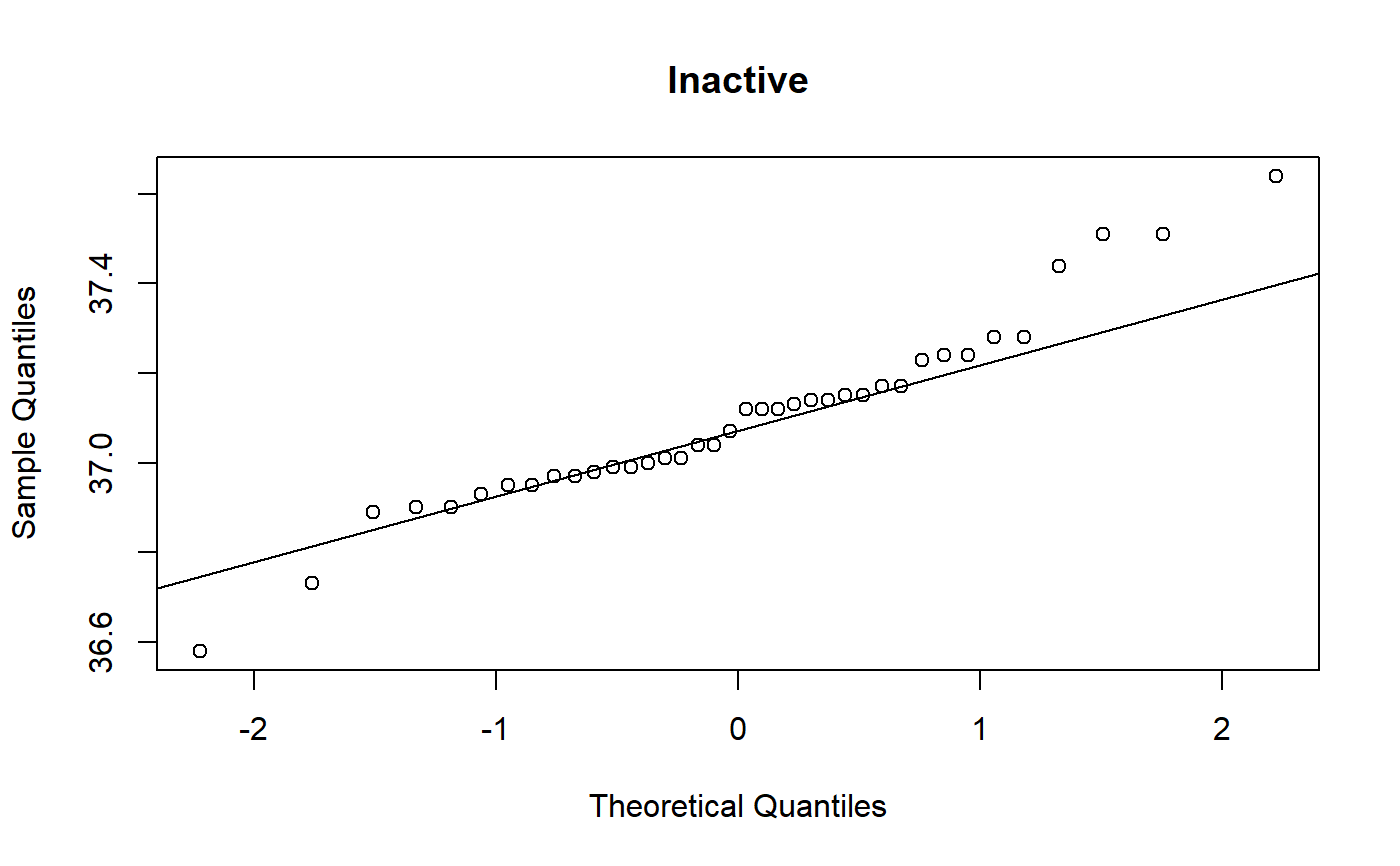 Inactive
Sample Quantiles
37.4
37.0
36.6
-2 -1 0 1 2
Theoretical Quantiles